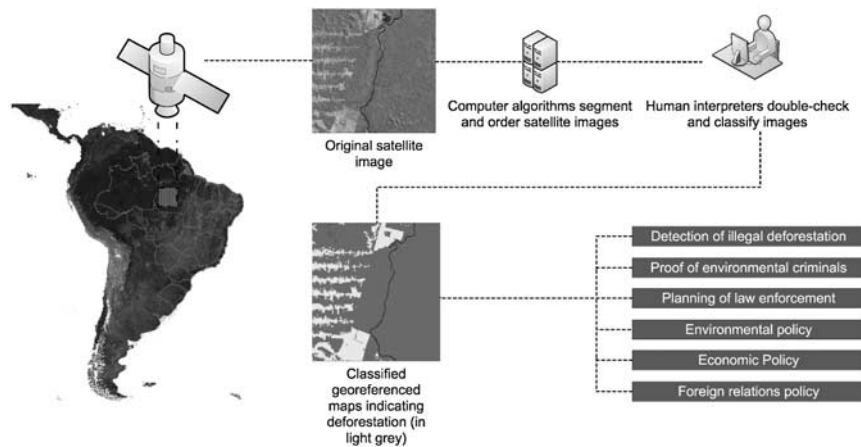 Original satellite
image
Computer algorithms segment
and order satellite images
Human interpreters double-check
and classify images
Classified
georeferenced
maps indicating
deforestation (in
light grey)
Detection of illegal deforestation
Proof of environmental criminals
Planning of law enforcement
Environmental policy
Economic Policy
Foreign relations policy